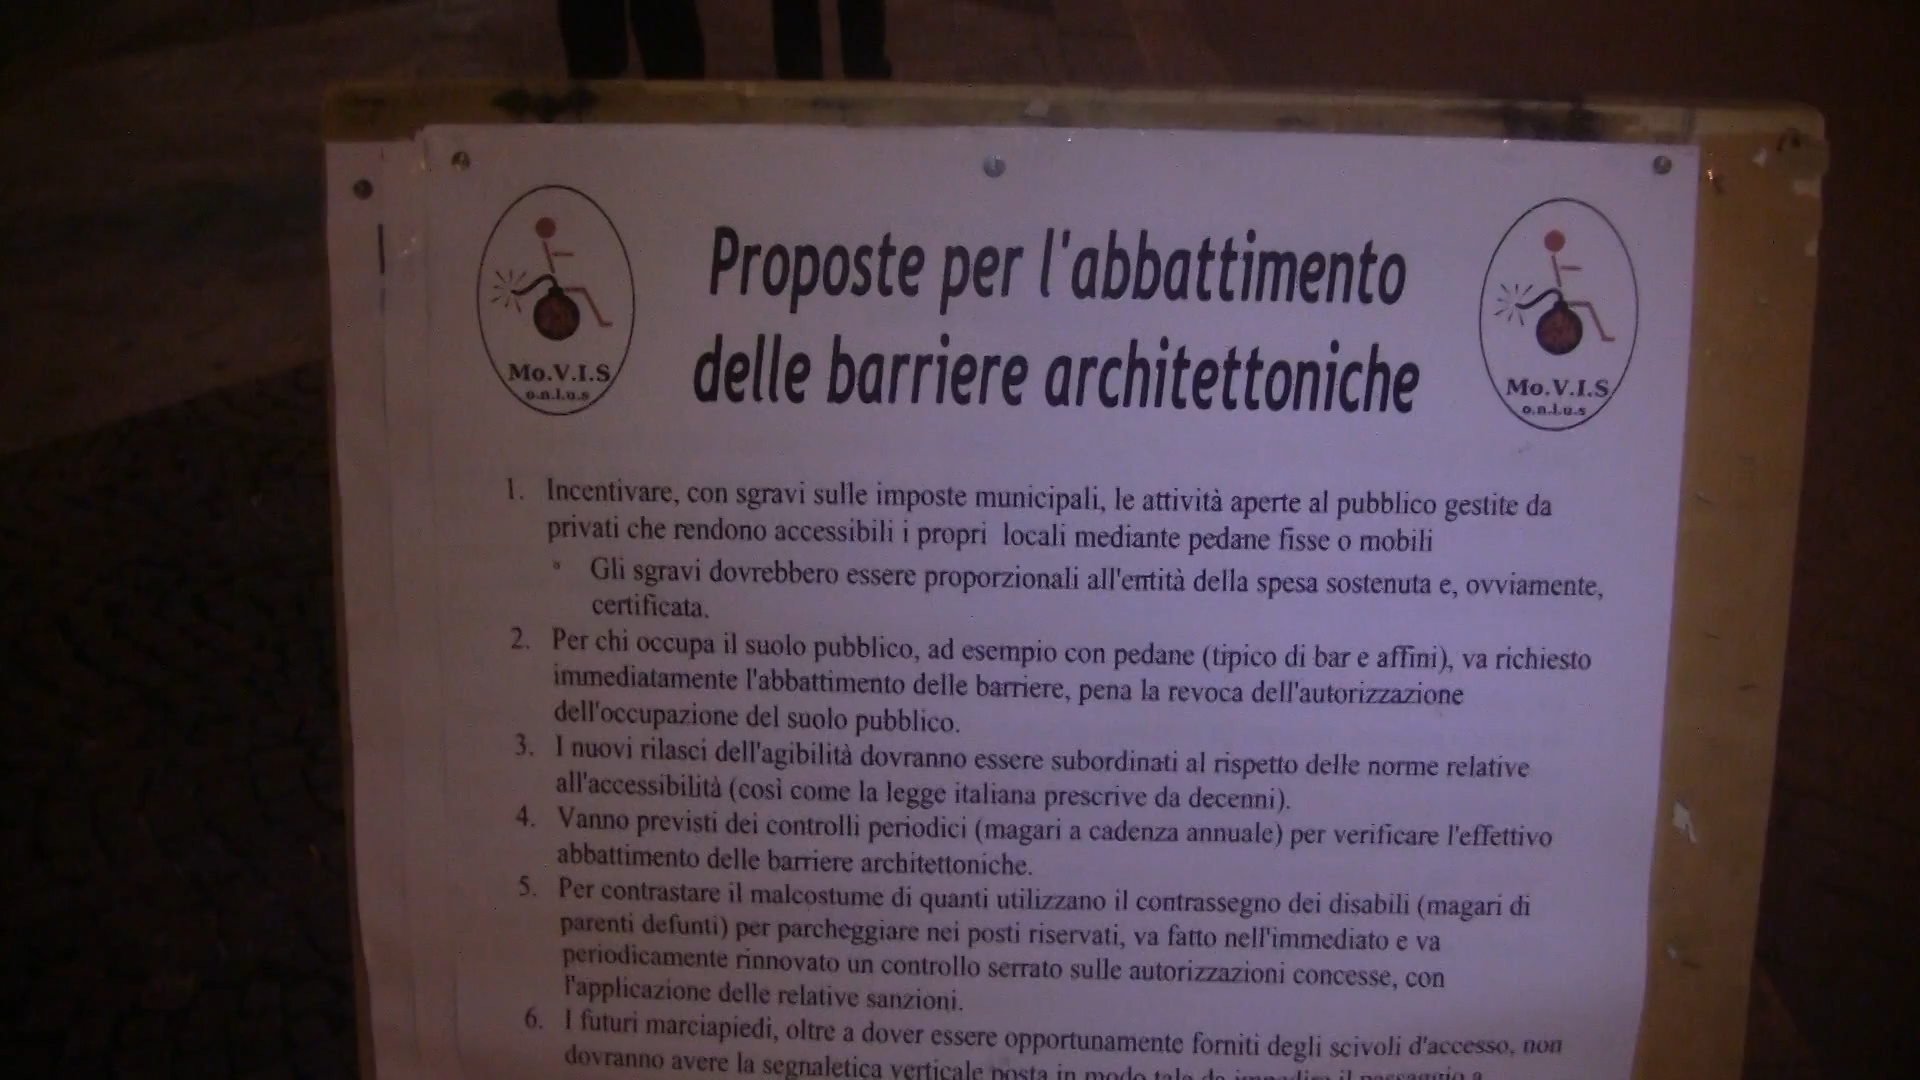 Proposte per l'abbattimento
delle barriere architettoniche
Mo.V.I.S
o.n.l.u.s
Mo.V.I.S
o.n.l.u.s
1. Incentivare, con sgravi sulle imposte municipali, le attività aperte al pubblico gestite da
privati che rendono accessibili i propri locali mediante pedane fisse o mobili
° Gli sgravi dovrebbero essere proporzionali all'entità della spesa sostenuta e, ovviamente,
certificata.
2. Per chi occupa il suolo pubblico, ad esempio con pedane (tipico di bar e affini), va richiesto
immediatamente l'abbattimento delle barriere, pena la revoca dell'autorizzazione
dell'occupazione del suolo pubblico.
3. I nuovi rilasci dell'agibilità dovranno essere subordinati al rispetto delle norme relative
all'accessibilità (così come la legge italiana prescrive da decenni).
4. Vanno previsti dei controlli periodici (magari a cadenza annuale) per verificare l'effettivo
abbattimento delle barriere architettoniche.
5. Per contrastare il malcostume di quanti utilizzano il contrassegno dei disabili (magari di
parenti defunti) per parcheggiare nei posti riservati, va fatto nell'immediato e va
periodicamente rinnovato un controllo serrato sulle autorizzazioni concesse, con
l'applicazione delle relative sanzioni.
6. I futuri marciapiedi, oltre a dover essere opportunamente forniti degli scivoli d'accesso, non
dovranno avere la segnaletica verticale posta in modo tale da impedire il passaggio a